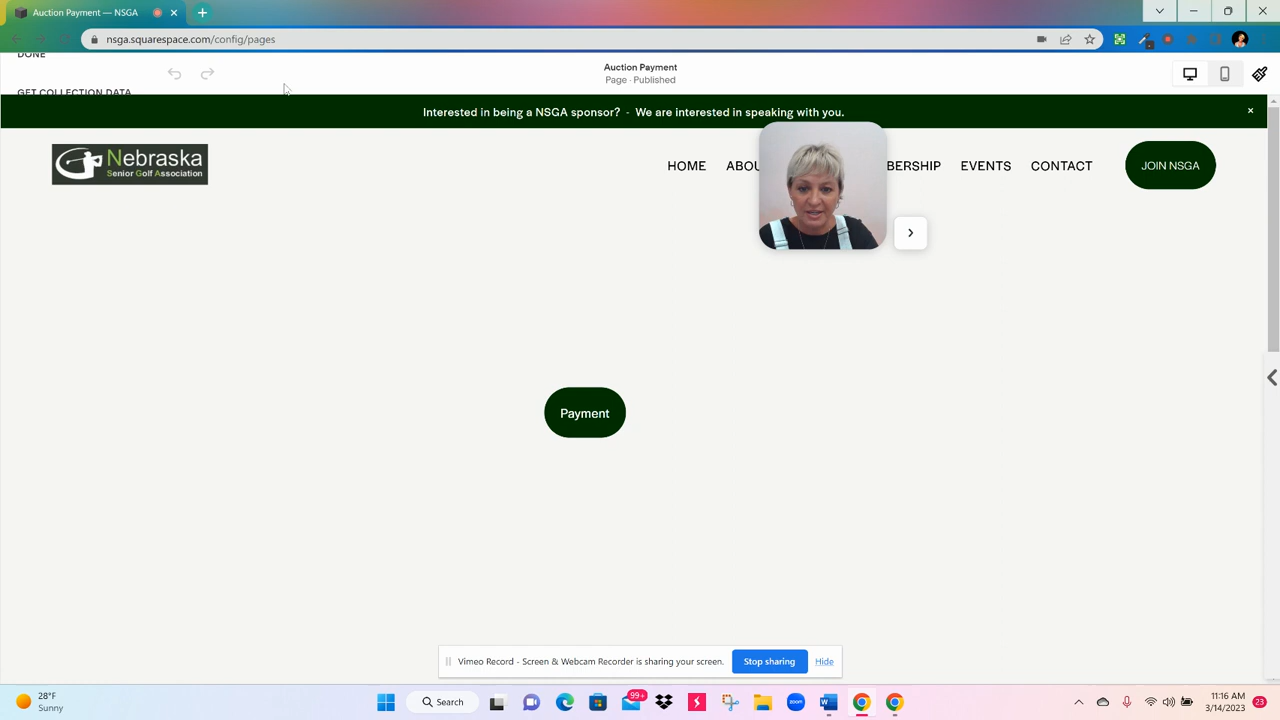 Auction Payment — NSGA
nsga.squarespace.com/config/pages
DONE
Auction Payment
Page · Published
GET COLLECTION DATA
Interested in being a NSGA sponsor? - We are interested in speaking with you.
Nebraska
Senior Golf Association
HOME
EVENTS
CONTACT
JOIN NSGA
Payment
Vimeo Record - Screen & Webcam Recorder is sharing your screen.
Stop sharing
Hide
28°F
Sunny
Search
99+
zoom
11:16 AM
3/14/2023
23